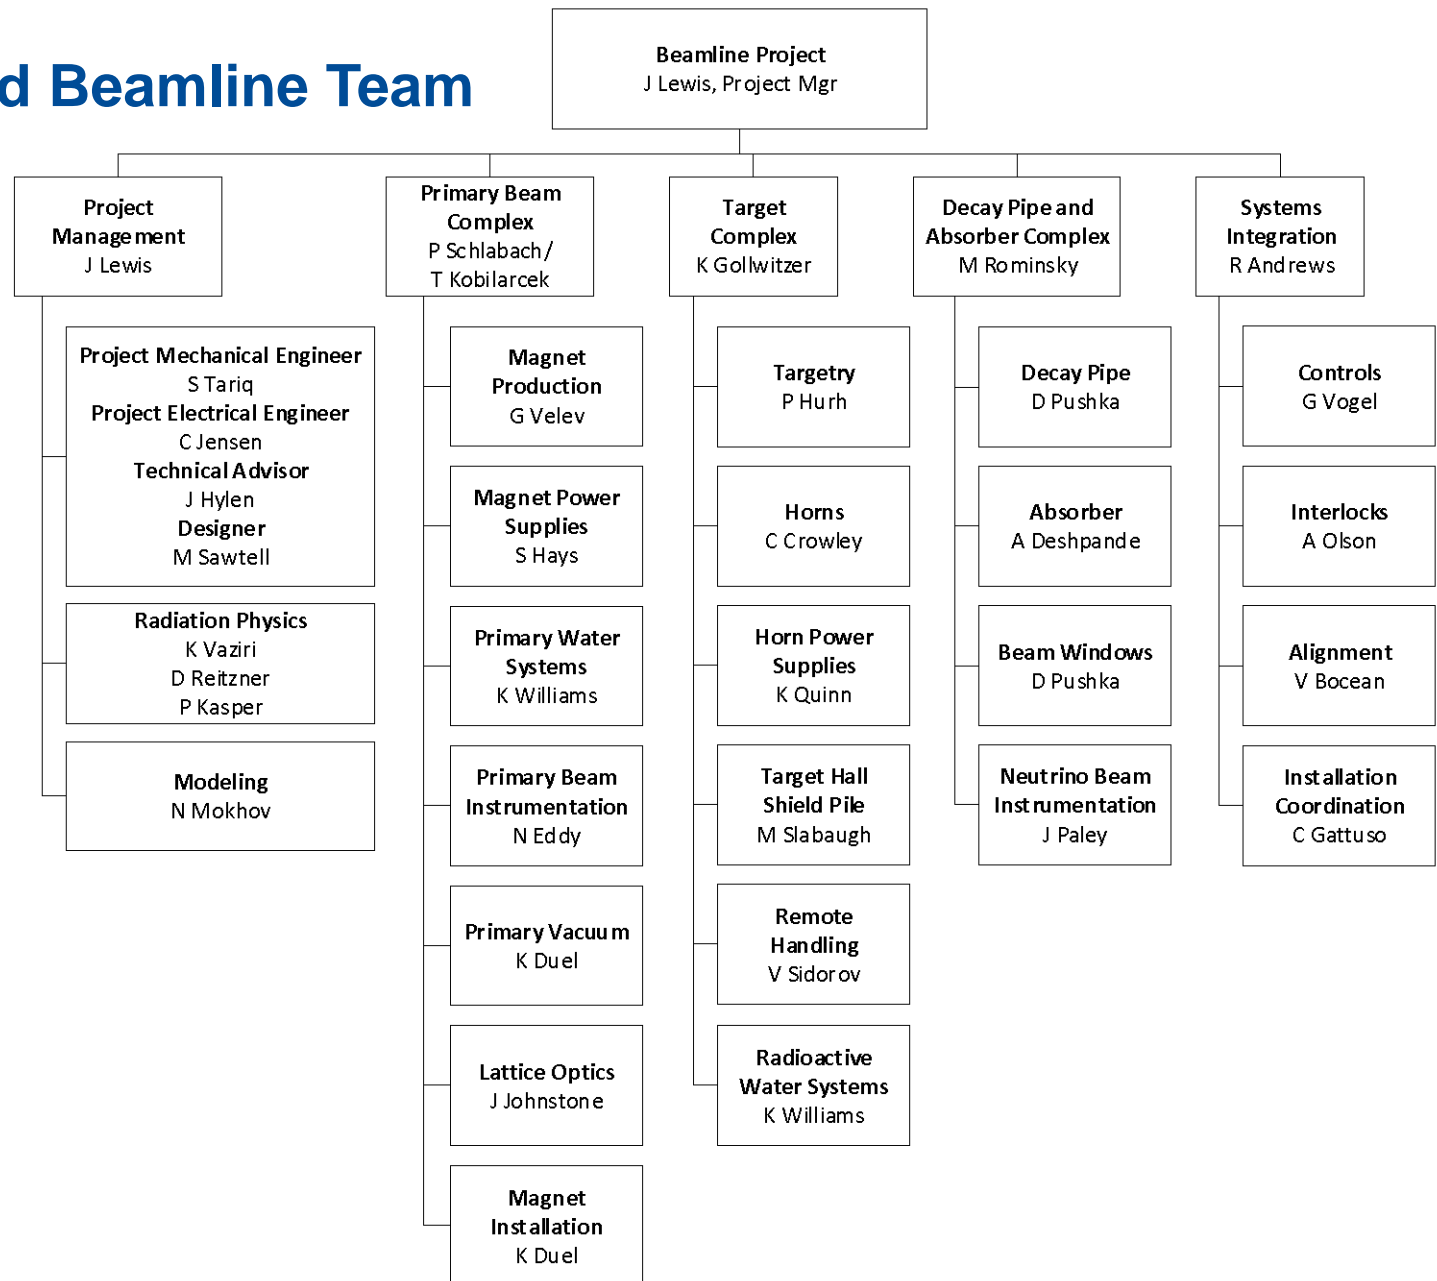 d Beamline Team
Beamline Project
J Lewis, Project Mgr
Project
Management
J Lewis
Project Mechanical Engineer
S Tariq
Project Electrical Engineer
C Jensen
Technical Advisor
J Hylen
Designer
M Sawtell
Radiation Physics
K Vaziri
D Reitzner
P Kasper
Modeling
N Mokhov
Primary Beam
Complex
P Schlabach/
T Kobilarcek
Magnet
Production
G Velev
Magnet Power
Supplies
S Hays
Primary Water
Systems
K Williams
Primary Beam
Instrumentation
N Eddy
Primary Vacuum
K Duel
Lattice Optics
J Johnstone
Magnet
Installation
K Duel
Target
Complex
K Gollwitzer
Targetry
P Hurh
Horns
C Crowley
Horn Power
Supplies
K Quinn
Target Hall
Shield Pile
M Slabaugh
Remote
Handling
V Sidorov
Radioactive
Water Systems
K Williams
Decay Pipe and
Absorber Complex
M Rominsky
Decay Pipe
D Pushka
Absorber
A Deshpande
Beam Windows
D Pushka
Neutrino Beam
Instrumentation
J Paley
Systems
Integration
R Andrews
Controls
G Vogel
Interlocks
A Olson
Alignment
V Bocean
Installation
Coordination
C Gattuso